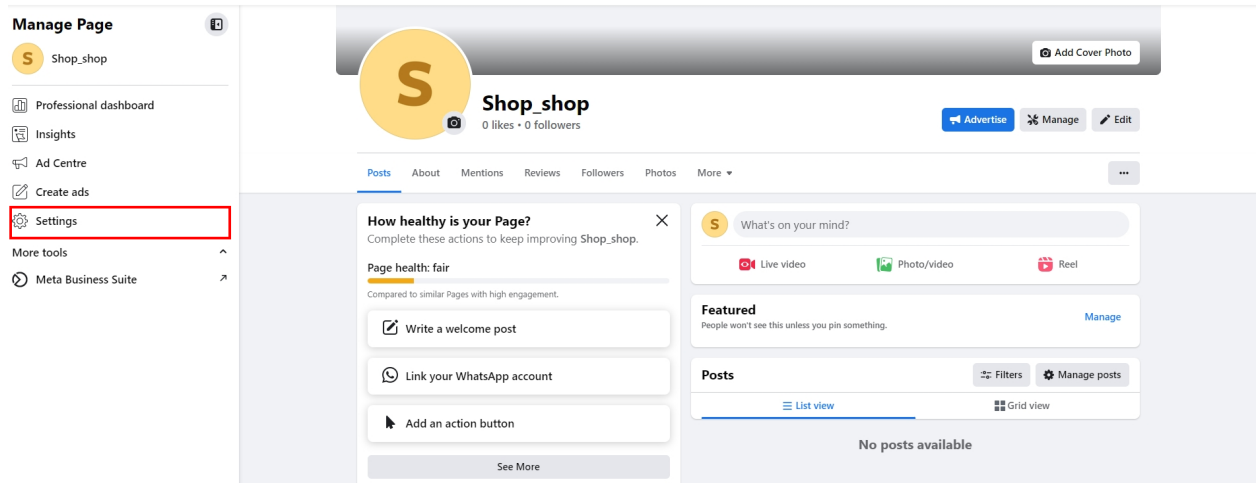 Manage Page
S
Shop_shop
Professional dashboard
Insights
Ad Centre
Create ads
Settings
More tools
Meta Business Suite
Add Cover Photo
S
Shop_shop
0 likes • 0 followers
Advertise
Manage
Edit
Posts
About
Mentions
Reviews
Followers
Photos
More
How healthy is your Page?
Complete these actions to keep improving Shop_shop.
Page health: fair
Compared to similar Pages with high engagement.
Write a welcome post
Link your WhatsApp account
Add an action button
See More
S
What's on your mind?
Live video
Photo/video
Reel
Featured
People won't see this unless you pin something.
Manage
Posts
Filters
Manage posts
List view
Grid view
No posts available